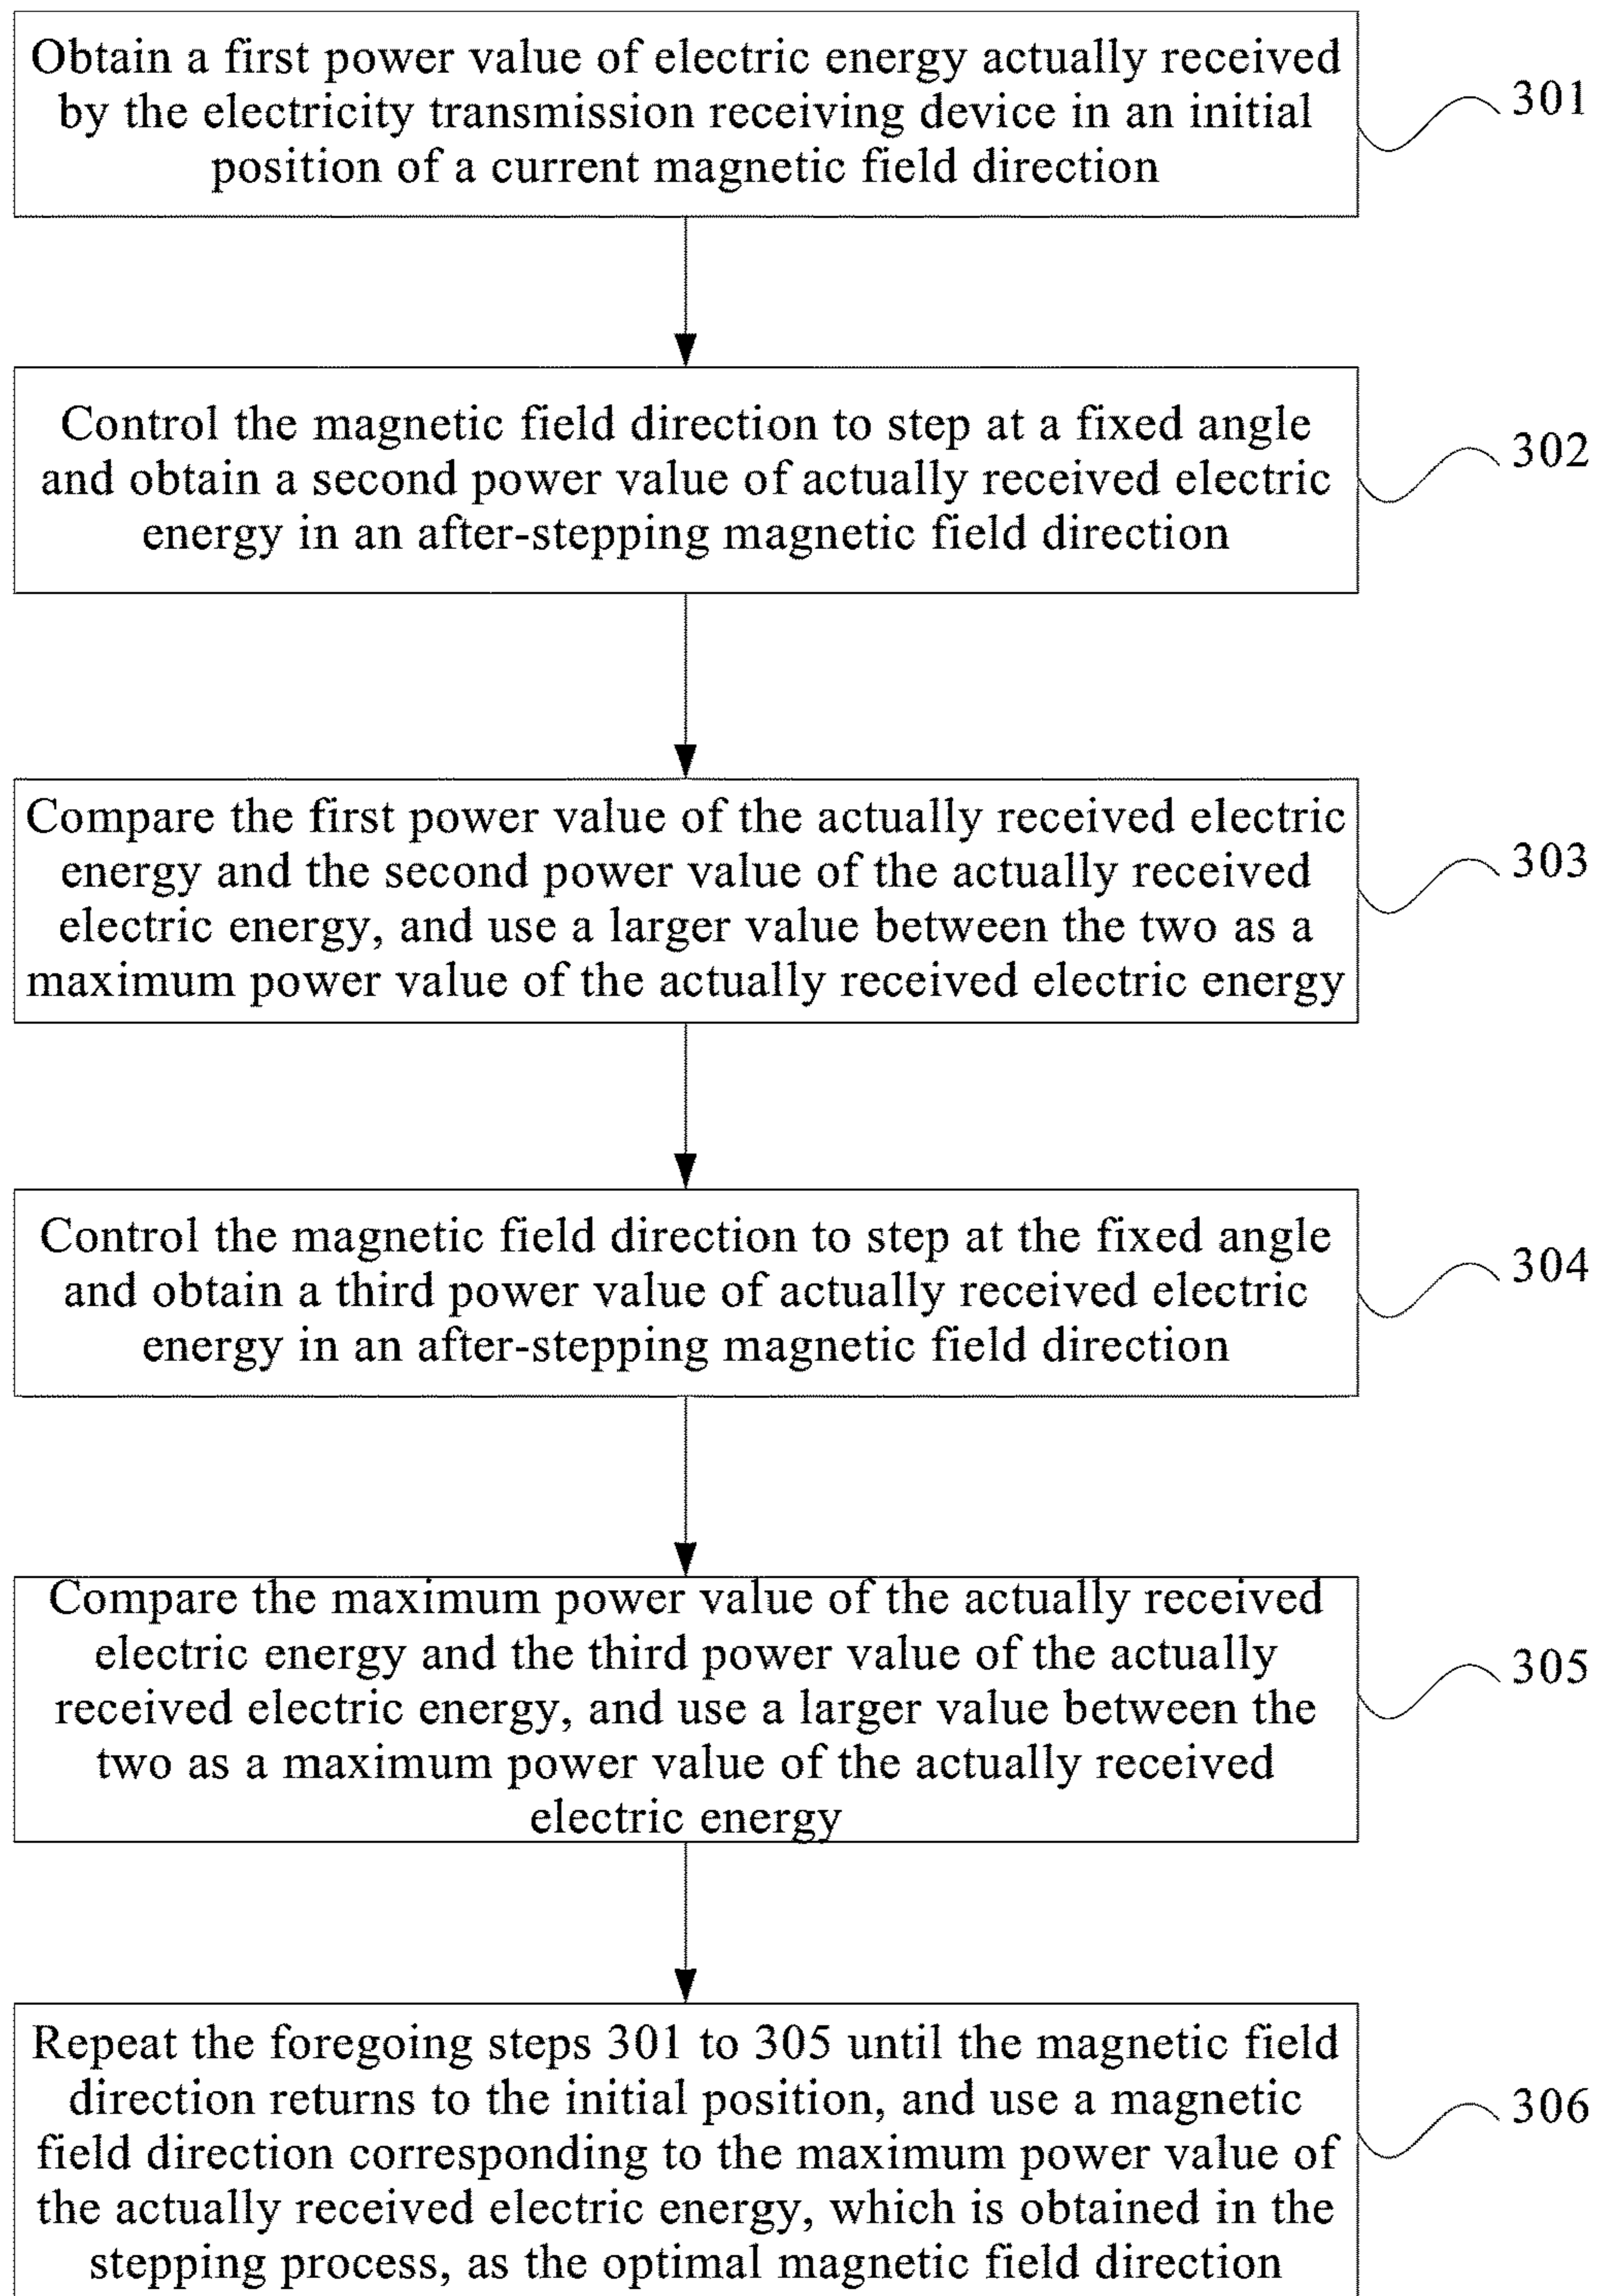 Obtain a first power value of electric energy actually received
by the electricity transmission receiving device in an initial
position of a current magnetic field direction
301
Control the magnetic field direction to step at a fixed angle
and obtain a second power value of actually received electric
energy in an after-stepping magnetic field direction
302
Compare the first power value of the actually received electric
energy and the second power value of the actually received
electric energy, and use a larger value between the two as a
maximum power value of the actually received electric energy
303
Control the magnetic field direction to step at the fixed angle
and obtain a third power value of actually received electric
energy in an after-stepping magnetic field direction
304
Compare the maximum power value of the actually received
electric energy and the third power value of the actually
received electric energy, and use a larger value between the
two as a maximum power value of the actually received
electric energy
305
Repeat the foregoing steps 301 to 305 until the magnetic field
direction returns to the initial position, and use a magnetic
field direction corresponding to the maximum power value of
the actually received electric energy, which is obtained in the
stepping process, as the optimal magnetic field direction
306